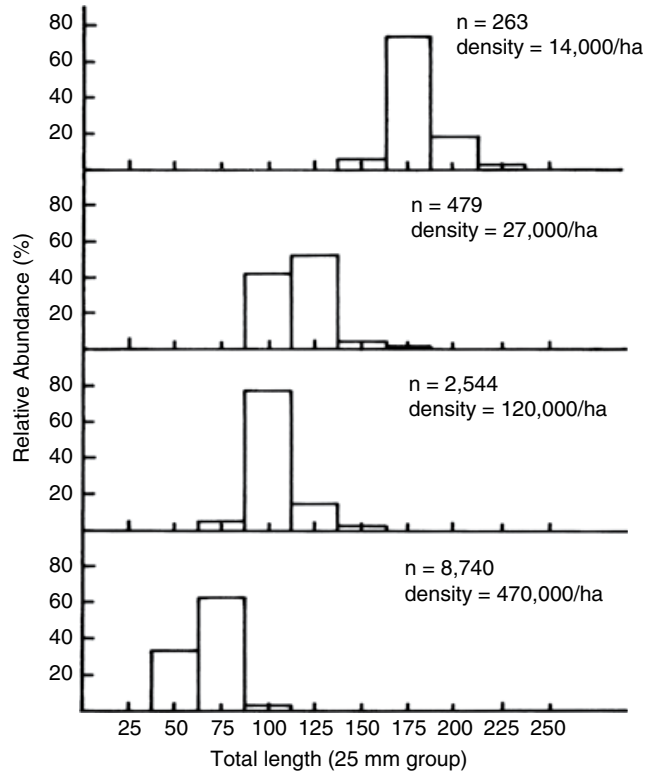 Relative Abundance (%)
80
60
40
20
n = 263
density = 14,000/ha
80
60
40
20
n = 479
density = 27,000/ha
80
60
40
20
n = 2,544
density = 120,000/ha
80
60
40
20
n = 8,740
density = 470,000/ha
25 50 75 100 125 150 175 200 225 250
Total length (25 mm group)